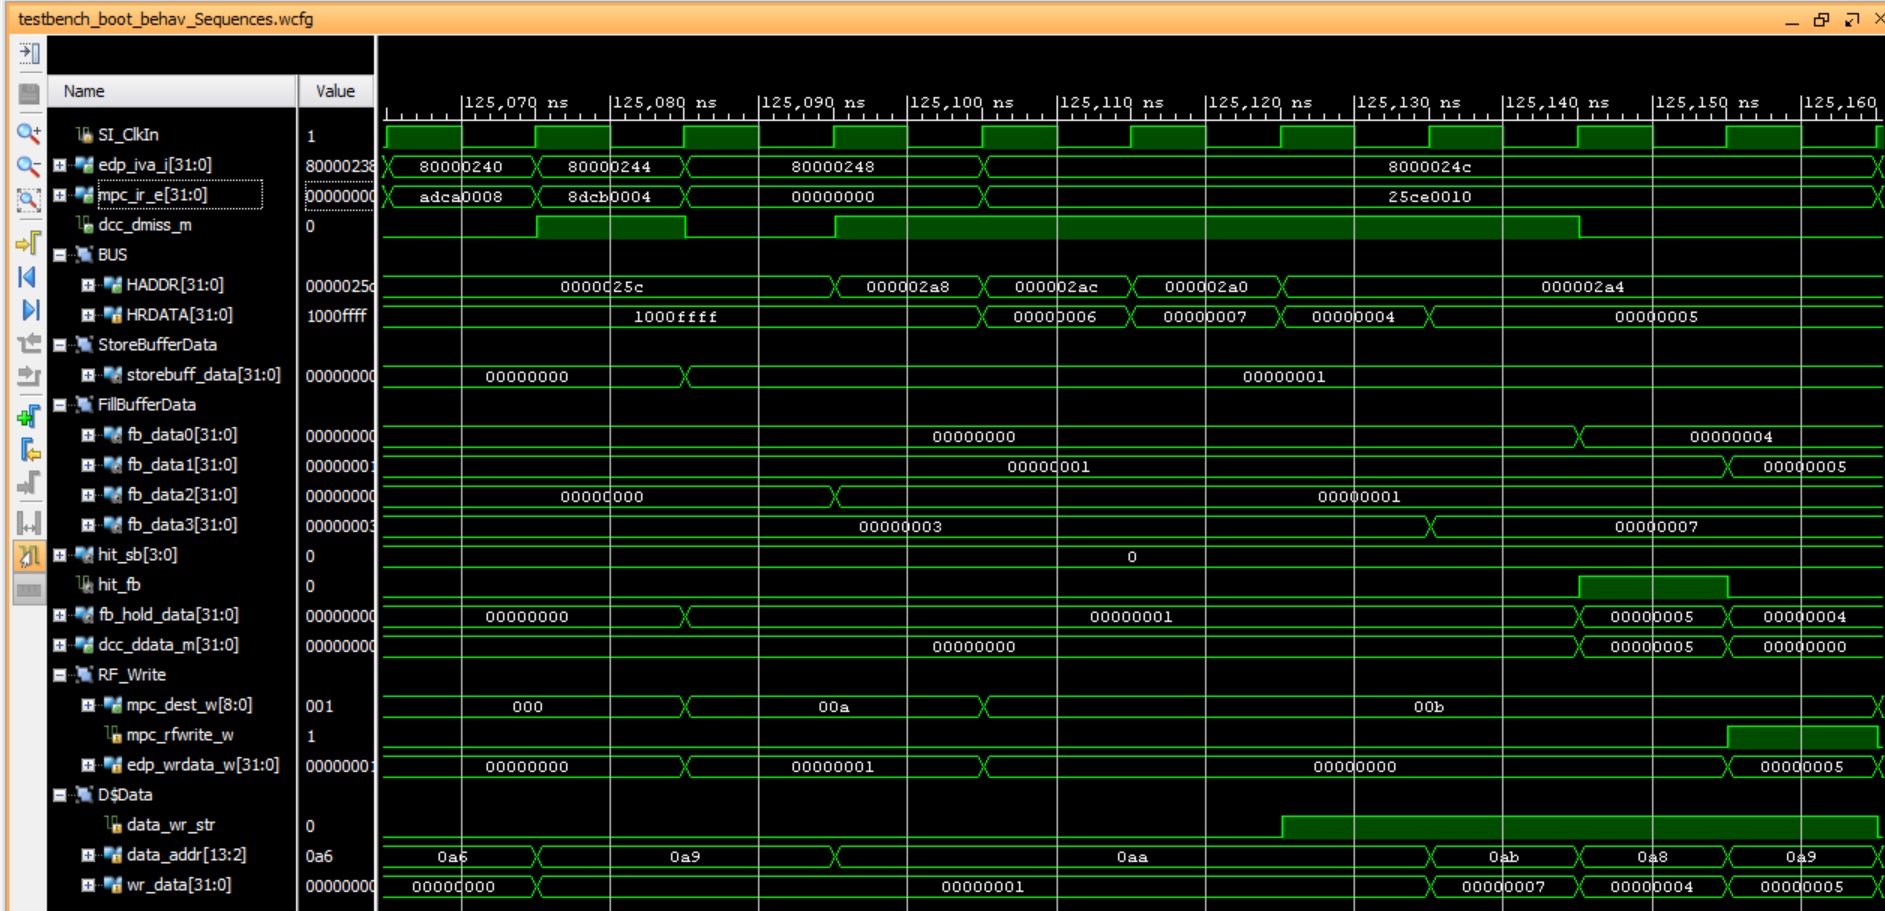 testbench_boot_behav_Sequences.wcfg
Name Value 125,070 ns 125,080 ns 125,090 ns 125,100 ns 125,110 ns 125,120 ns 125,130 ns 125,140 ns 125,150 ns 125,160
SI_ClkIn 1
edp_iva_i[31:0] 80000238 80000240 80000244 80000248 8000024c
mpc_ir_e[31:0] 00000000 adca0008 8dcb0004 00000000 25ce0010
dcc_dmiss_m 0
BUS
HADDR[31:0] 0000025c 0000025c 000002a8 000002ac 000002a0 000002a4
HRDATA[31:0] 1000ffff 1000ffff 00000006 00000007 00000004 00000005
StoreBufferData
storebuff_data[31:0] 00000000 00000000 00000001
FillBufferData
fb_data0[31:0] 00000000 00000000 00000004
fb_data1[31:0] 00000001 00000001 00000005
fb_data2[31:0] 00000000 00000000 00000001
fb_data3[31:0] 00000003 00000003 00000007
hit_sb[3:0] 0 0
hit_fb 0
fb_hold_data[31:0] 00000000 00000000 00000001 00000005 00000004
dcc_ddata_m[31:0] 00000000 00000000 00000005 00000000
RF_Write
mpc_dest_w[8:0] 001 000 00a 00b
mpc_rfwrite_w 1
edp_wrdata_w[31:0] 00000001 00000000 00000001 00000000 00000005
D$Data
data_wr_str 0
data_addr[13:2] 0a6 0a6 0a9 0aa 0ab 0a8 0a9
wr_data[31:0] 00000000 00000000 00000001 00000007 00000004 00000005